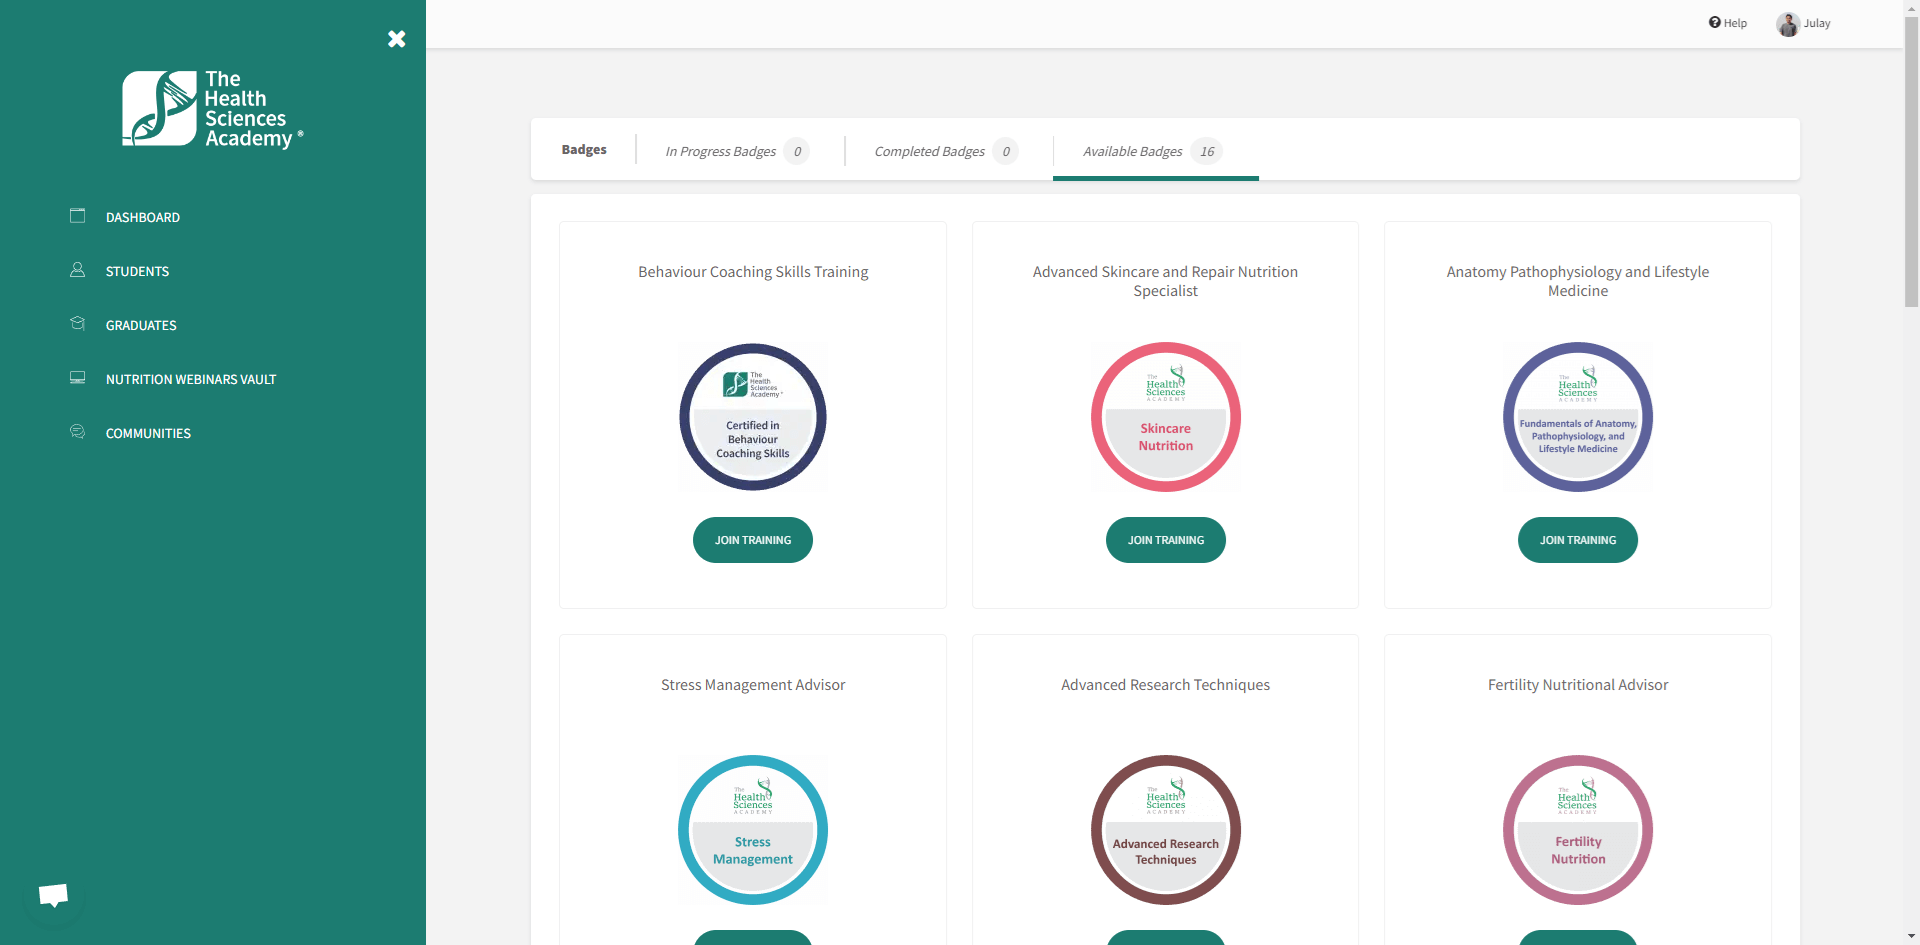 The
Health
Sciences
Academy ®
DASHBOARD
STUDENTS
GRADUATES
NUTRITION WEBINARS VAULT
COMMUNITIES
Help
Julay
Badges
In Progress Badges 0
Completed Badges 0
Available Badges 16
Behaviour Coaching Skills Training
The
Health
Sciences
Academy
Certified in
Behaviour
Coaching Skills
JOIN TRAINING
Advanced Skincare and Repair Nutrition
Specialist
The
Health
Sciences
ACADEMY
Skincare
Nutrition
JOIN TRAINING
Anatomy Pathophysiology and Lifestyle
Medicine
The
Health
Sciences
ACADEMY
Fundamentals of Anatomy,
Pathophysiology, and
Lifestyle Medicine
JOIN TRAINING
Stress Management Advisor
The
Health
Sciences
ACADEMY
Stress
Management
Advanced Research Techniques
The
Health
Sciences
ACADEMY
Advanced Research
Techniques
Fertility Nutritional Advisor
The
Health
Sciences
ACADEMY
Fertility
Nutrition